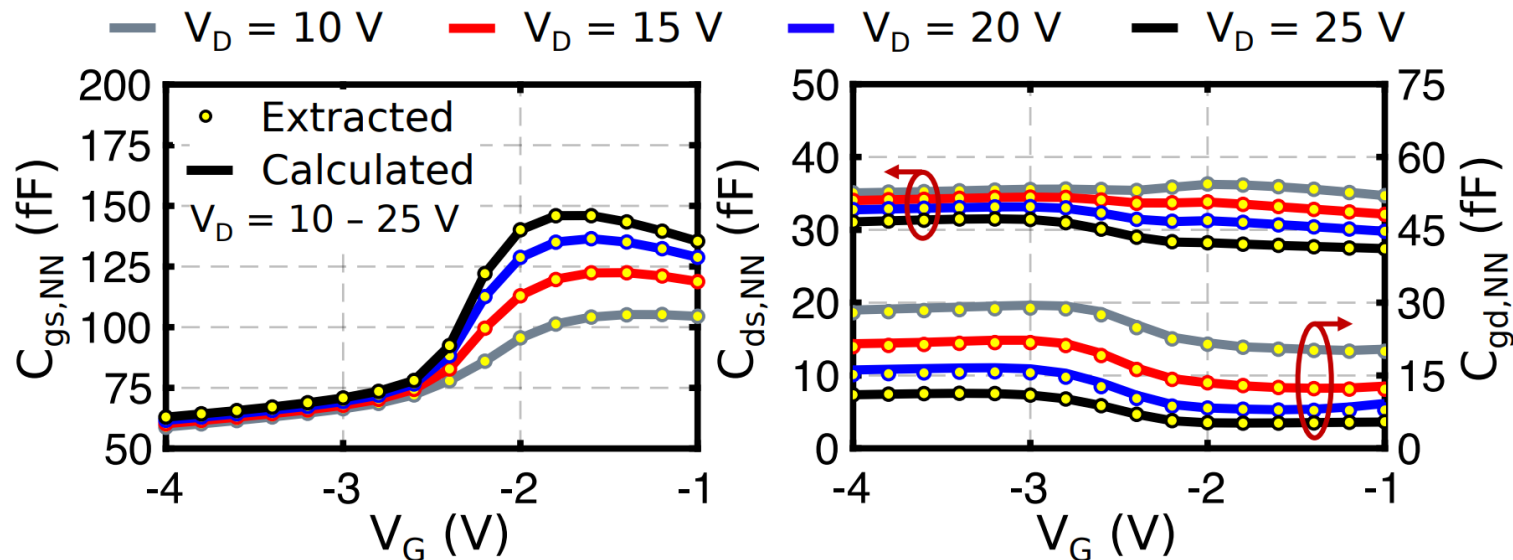 V_D = 10 V V_D = 15 V V_D = 20 V V_D = 25 V
C_gs,NN (fF)
200
175
150
125
100
75
50
Extracted
Calculated
V_D = 10 – 25 V
-4 -3 -2 -1
V_G (V)
C_ds,NN (fF)
50
40
30
20
10
0
75
60
45
30
15
0
C_gd,NN (fF)
-4 -3 -2 -1
V_G (V)